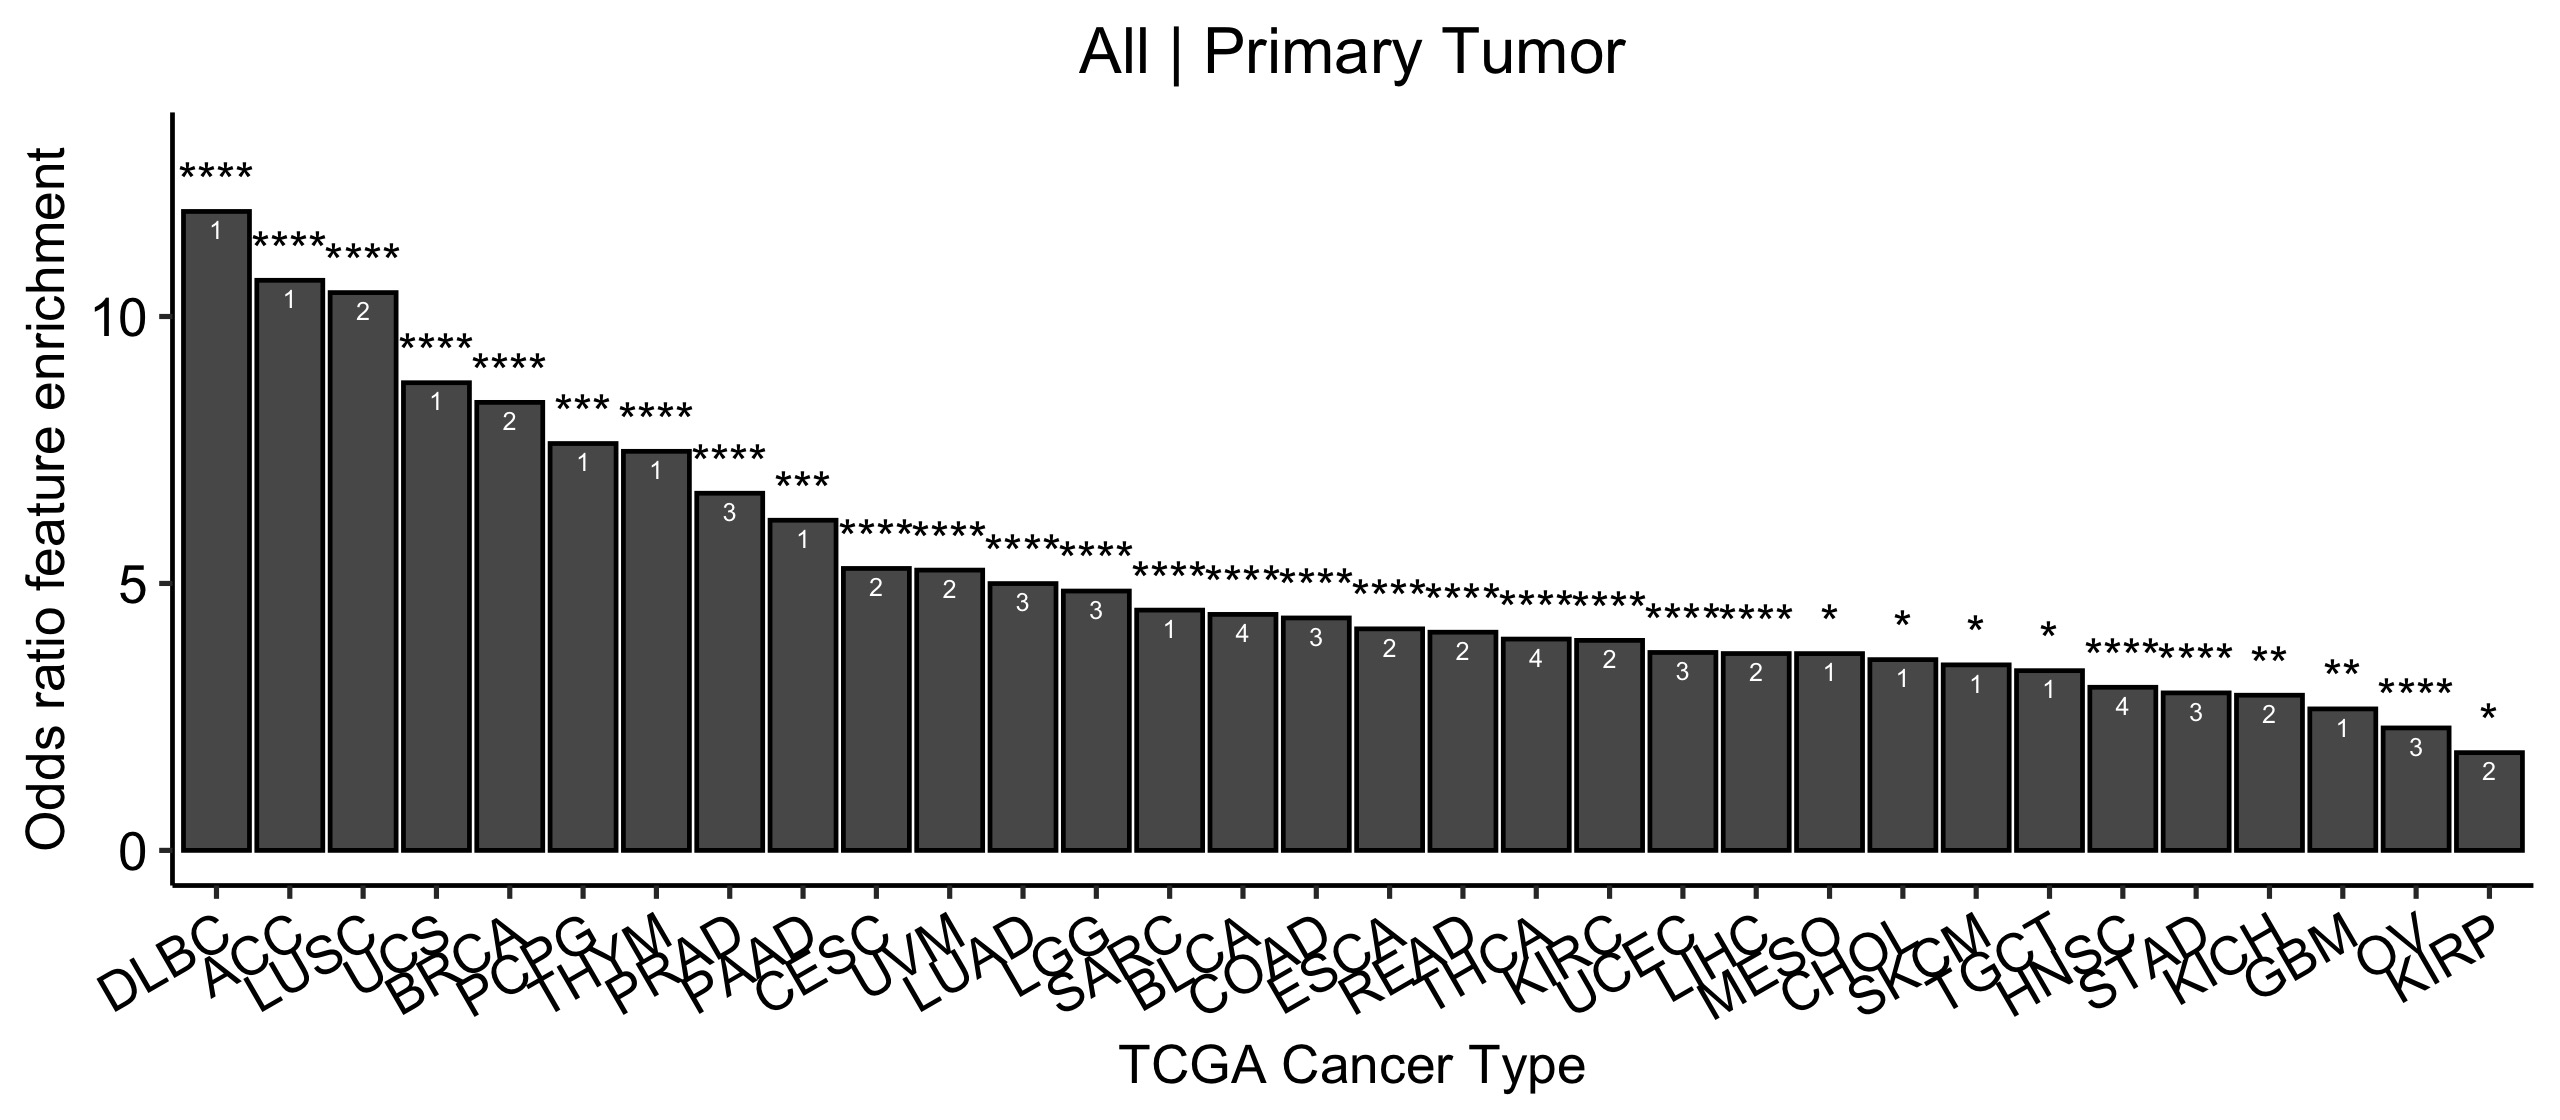 All | Primary Tumor
Odds ratio feature enrichment
10
5
0
**** **** **** **** **** *** **** **** *** **** **** **** **** **** **** **** **** **** **** **** **** **** * * * * **** **** ** ** **** *
1 1 2 1 2 1 1 3 1 2 2 3 3 1 4 3 2 2 4 2 3 2 1 1 1 1 4 3 2 1 3 2
DLBC ACC LUSC UCS BRCA PCPG THYM PRAD PAAD CESC UVM LUAD LGG SARC BLCA COAD ESCA READ THCA KIRC UCEC LIHC MESO CHOL SKCM TGCT HNSC STAD KICH GBM OV KIRP
TCGA Cancer Type